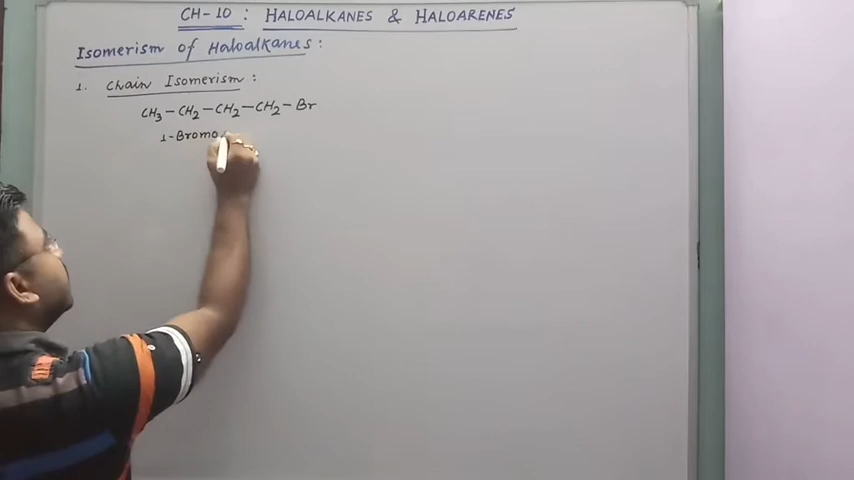 CH-10 : HALOALKANES & HALOARENES
Isomerism of Haloalkanes :
1. Chain Isomerism :
CH₃ – CH₂ – CH₂ – CH₂ – Br
1-Bromo